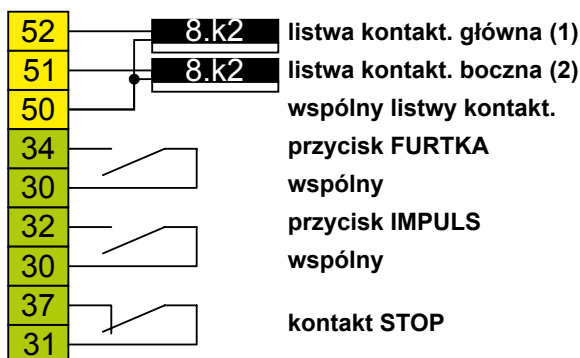 52 8.k2 listwa kontakt. główna (1)
51 8.k2 listwa kontakt. boczna (2)
50 wspólny listwy kontakt.
34 przycisk FURTKA
30 wspólny
32 przycisk IMPULS
30 wspólny
37
kontakt STOP
31